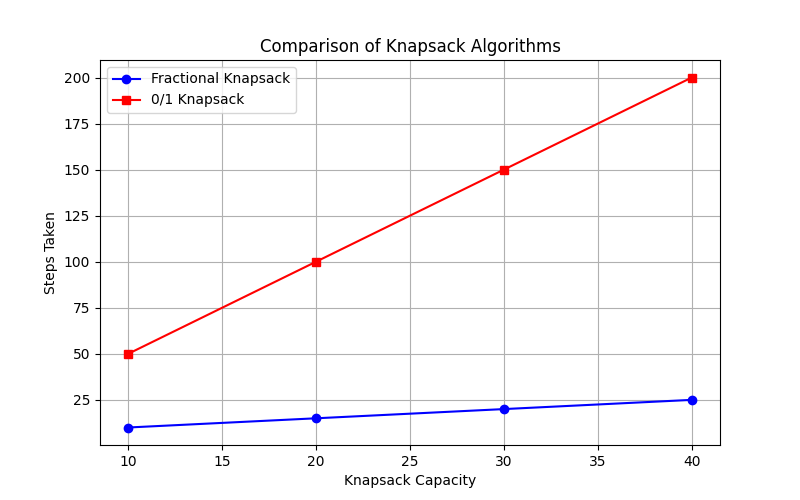 Comparison of Knapsack Algorithms
Fractional Knapsack
0/1 Knapsack
200
175
150
125
100
75
50
25
Steps Taken
10 15 20 25 30 35 40
Knapsack Capacity